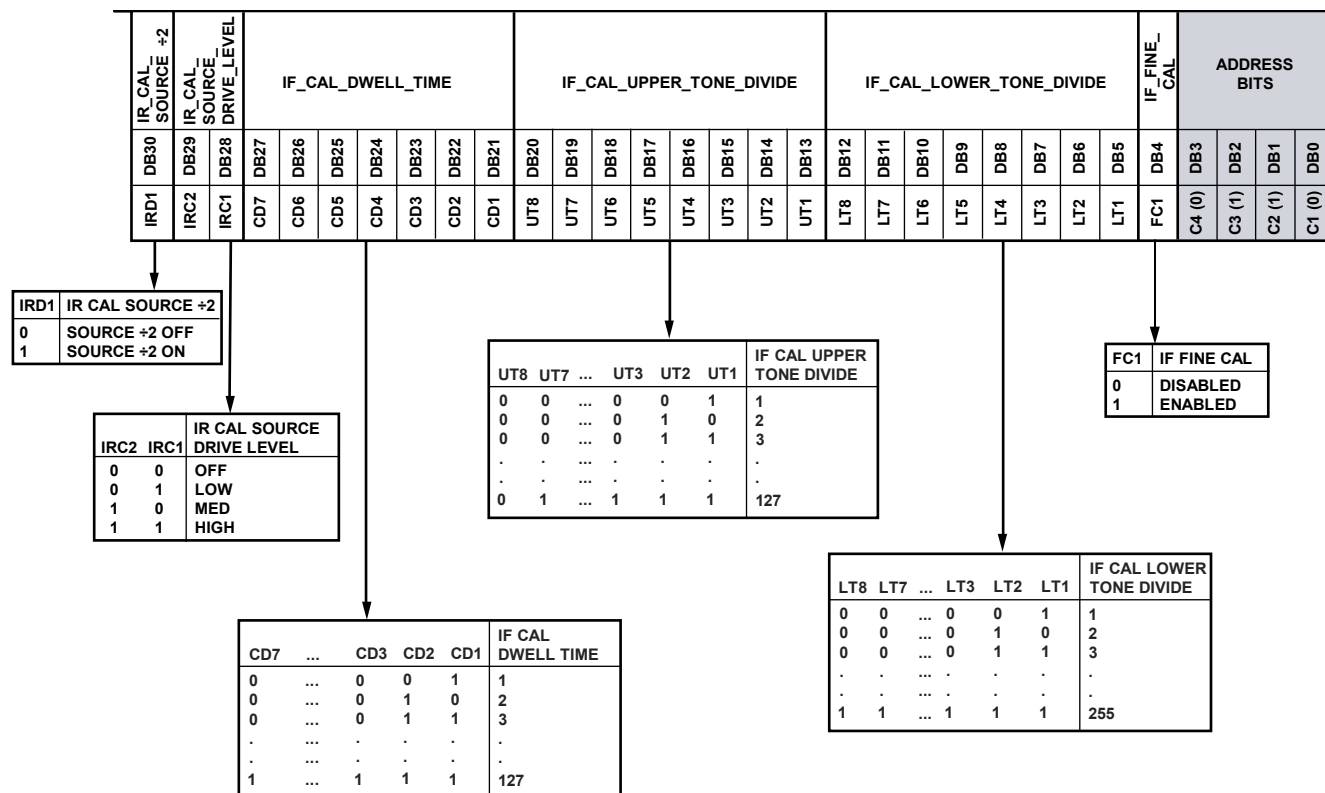 IR_CAL_
SOURCE ÷2
IR_CAL_
SOURCE_
DRIVE_LEVEL
IF_CAL_DWELL_TIME
IF_CAL_UPPER_TONE_DIVIDE
IF_CAL_LOWER_TONE_DIVIDE
IF_FINE_
CAL
ADDRESS
BITS
DB30 DB29 DB28 DB27 DB26 DB25 DB24 DB23 DB22 DB21 DB20 DB19 DB18 DB17 DB16 DB15 DB14 DB13 DB12 DB11 DB10 DB9 DB8 DB7 DB6 DB5 DB4 DB3 DB2 DB1 DB0
IRD1 IRC2 IRC1 CD7 CD6 CD5 CD4 CD3 CD2 CD1 UT8 UT7 UT6 UT5 UT4 UT3 UT2 UT1 LT8 LT7 LT6 LT5 LT4 LT3 LT2 LT1 FC1 C4 (0) C3 (1) C2 (1) C1 (0)
IRD1 IR CAL SOURCE ÷2
0 SOURCE ÷2 OFF
1 SOURCE ÷2 ON
IR CAL SOURCE
IRC2 IRC1 DRIVE LEVEL
0 0 OFF
0 1 LOW
1 0 MED
1 1 HIGH
IF CAL
CD7 ... CD3 CD2 CD1 DWELL TIME
0 ... 0 0 1 1
0 ... 0 1 0 2
0 ... 0 1 1 3
. ... . . . .
. ... . . . .
1 ... 1 1 1 127
IF CAL UPPER
UT8 UT7 ... UT3 UT2 UT1 TONE DIVIDE
0 0 ... 0 0 1 1
0 0 ... 0 1 0 2
0 0 ... 0 1 1 3
. . ... . . . .
. . ... . . . .
0 1 ... 1 1 1 127
IF CAL LOWER
LT8 LT7 ... LT3 LT2 LT1 TONE DIVIDE
0 0 ... 0 0 1 1
0 0 ... 0 1 0 2
0 0 ... 0 1 1 3
. . ... . . . .
. . ... . . . .
1 1 ... 1 1 1 255
FC1 IF FINE CAL
0 DISABLED
1 ENABLED